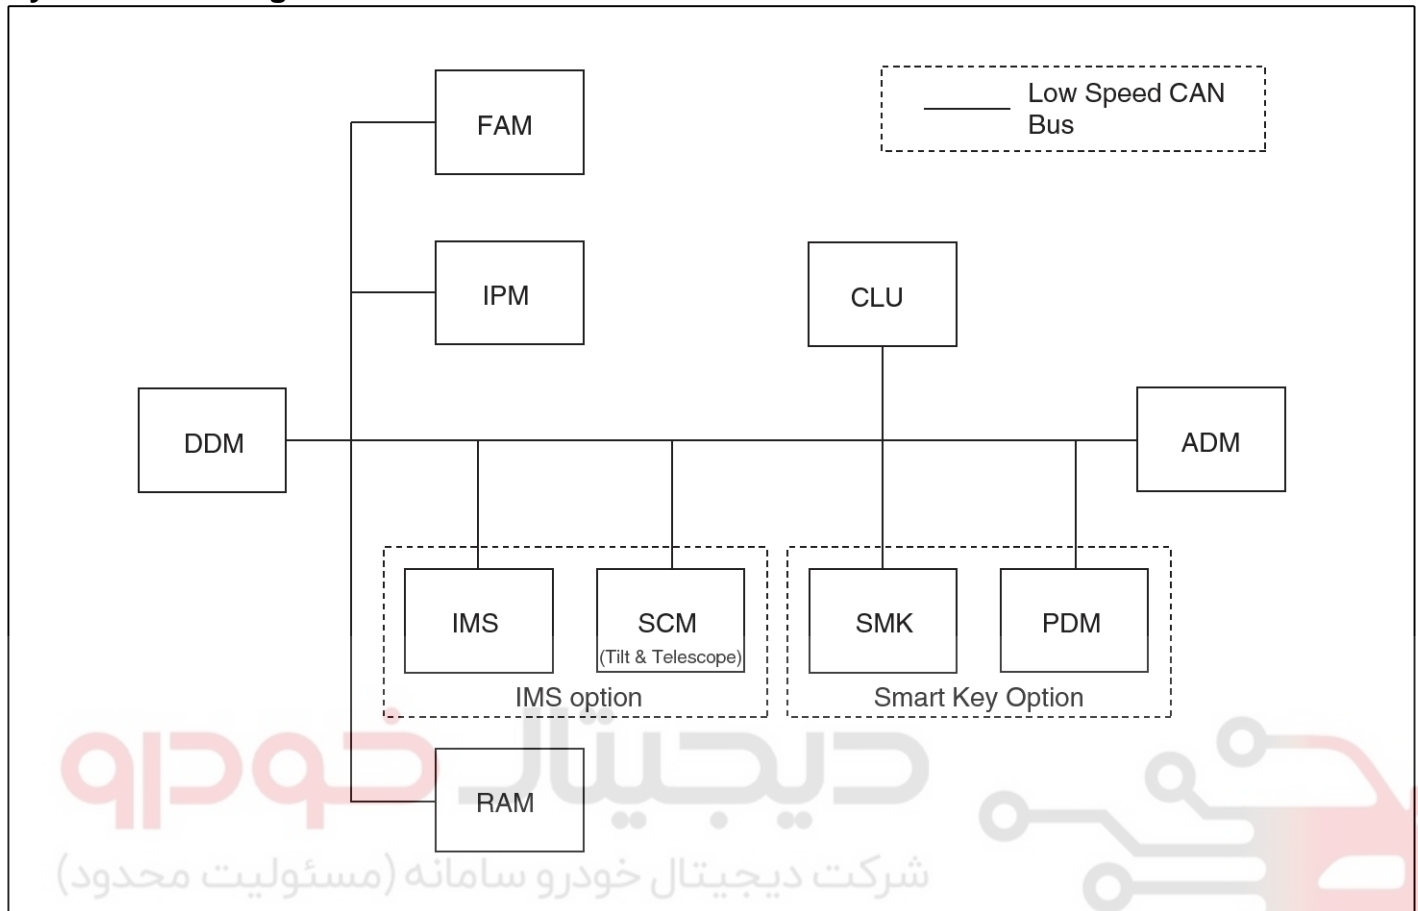 FAM
Low Speed CAN
Bus
IPM
CLU
DDM
ADM
IMS
SCM
(Tilt & Telescope)
SMK
PDM
IMS option
Smart Key Option
RAM
دیجیتال خودرو
شرکت دیجیتال خودرو سامانه (مسئولیت محدود)